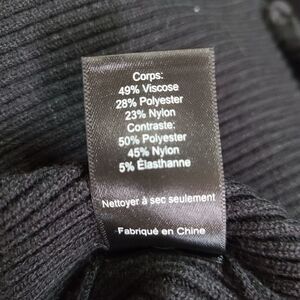 Corps:
49% Viscose
28% Polyester
23% Nylon
Contraste:
50% Polyester
45% Nylon
5% Élasthanne
Nettoyer à sec seulement
Fabriqué en Chine